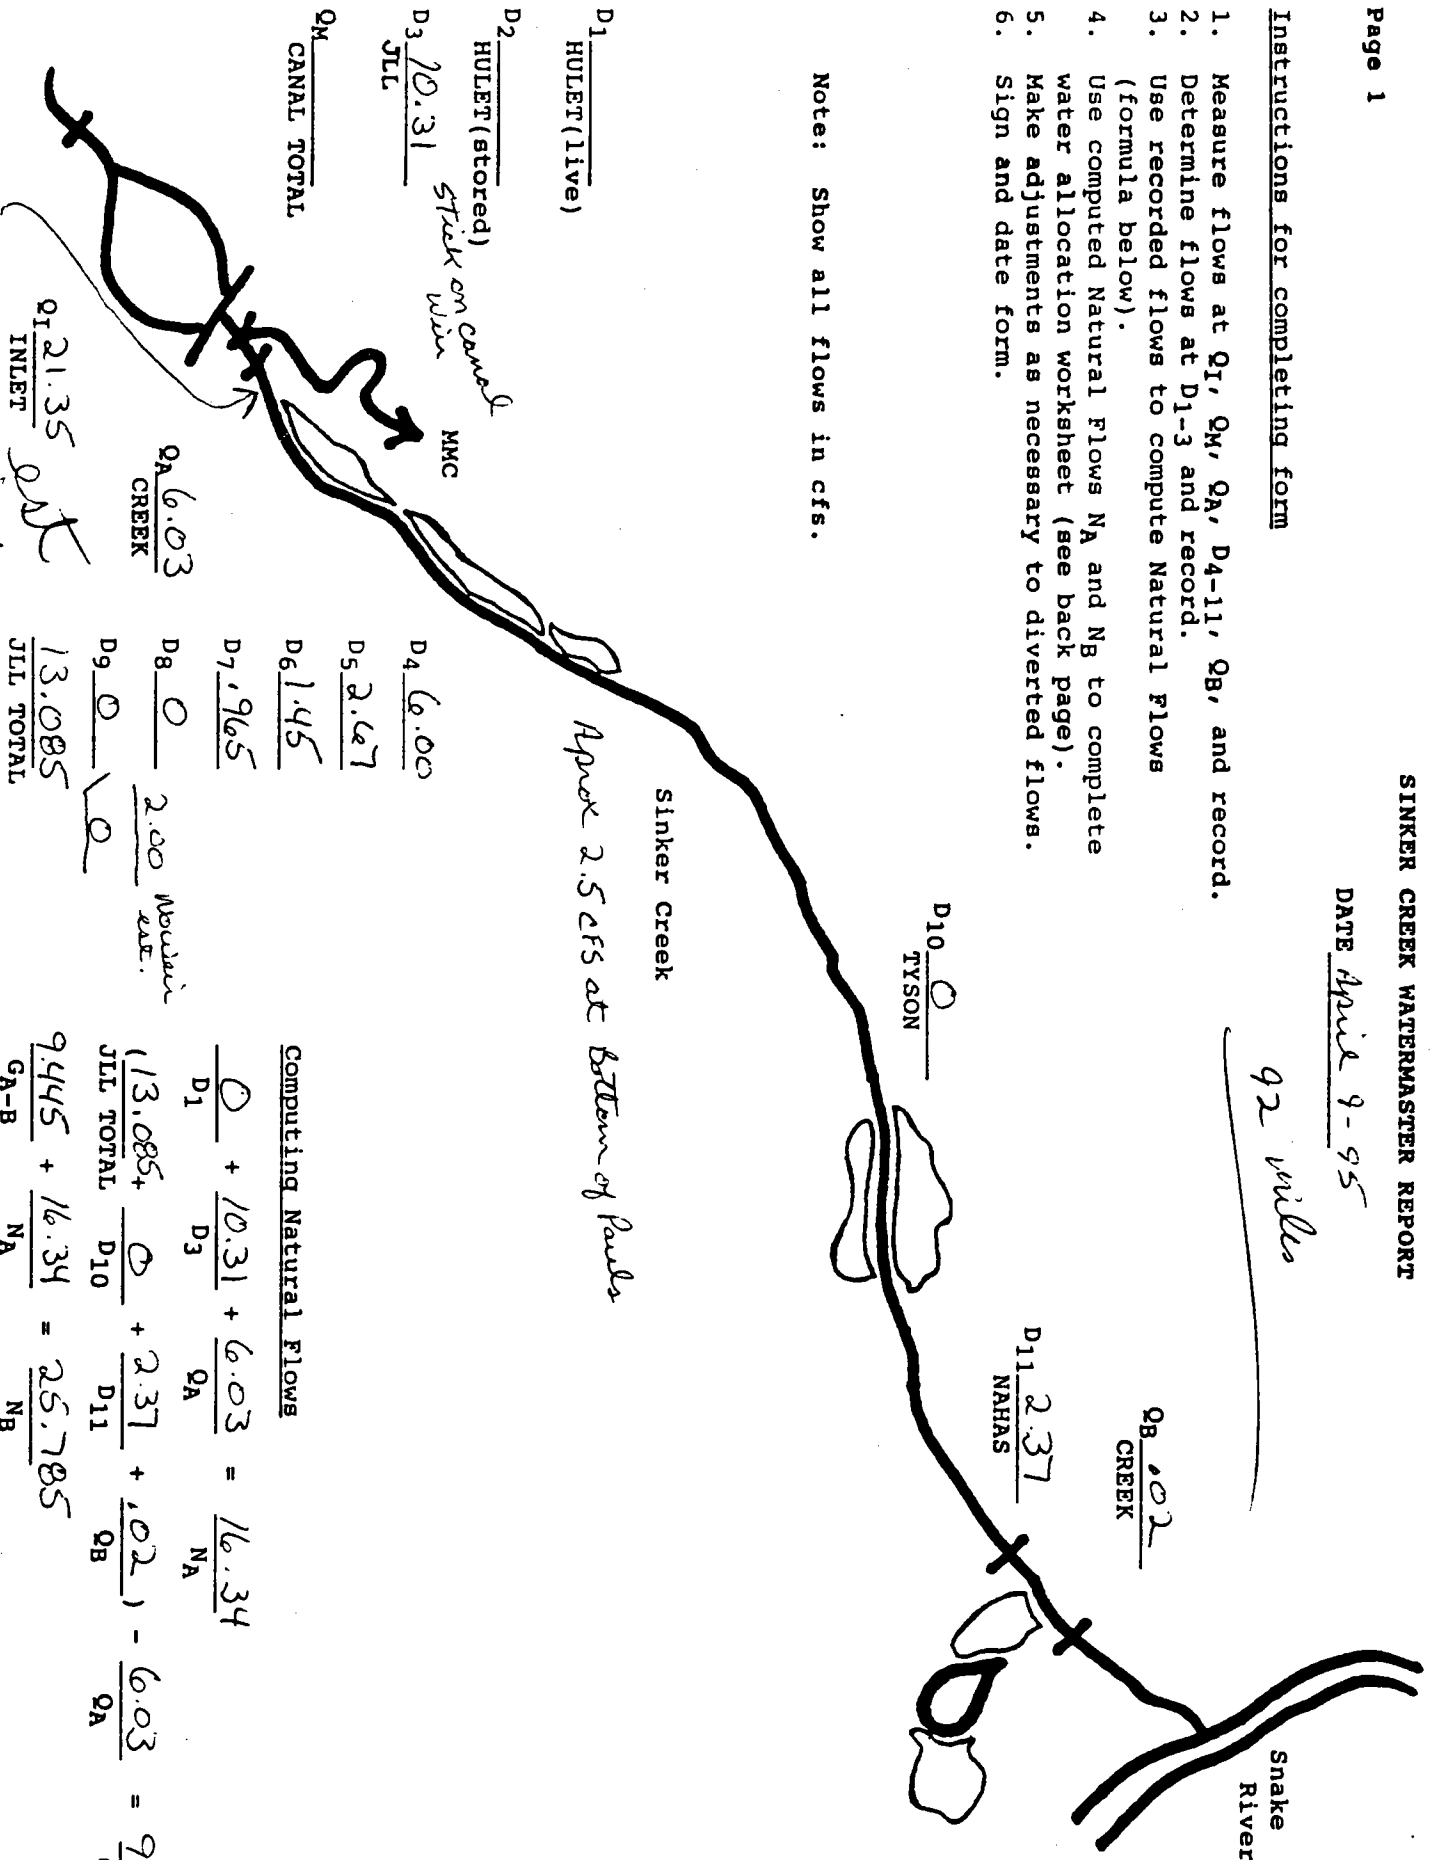 Page 1
SINKER CREEK WATERMASTER REPORT
DATE April 9-95
92 miles
Instructions for completing form
1. Measure flows at QI, QM, QA, D4-11, QB, and record.
2. Determine flows at D1-3 and record.
3. Use recorded flows to compute Natural Flows
(formula below).
4. Use computed Natural Flows NA and NB to complete
water allocation worksheet (see back page).
5. Make adjustments as necessary to diverted flows.
6. Sign and date form.
Note: Show all flows in cfs.
Snake
River
QB .02
CREEK
D11 2.37
NAHAS
D10 0
TYSON
Sinker Creek
Aprox 2.5 CFS at Bottom of Pauls
D1
HULET(live)
D2
HULET(stored)
D3 10.31
JLL
stick on canal
QM
CANAL TOTAL
MMC
QA 6.03
CREEK
QI 21.35 est
INLET
D4 6.00
D5 2.67
D6 1.45
D7 .965
D8 0
2.00
est.
D9 0
0
13.085
JLL TOTAL
Computing Natural Flows
0 + 10.31 + 6.03 = 16.34
D1 D3 QA NA
(13.085+ 0 + 2.37 + .02) - 6.03 = 9
JLL TOTAL D10 D11 QB QA
9.445 + 16.34 = 25.785
GA-B NA NB